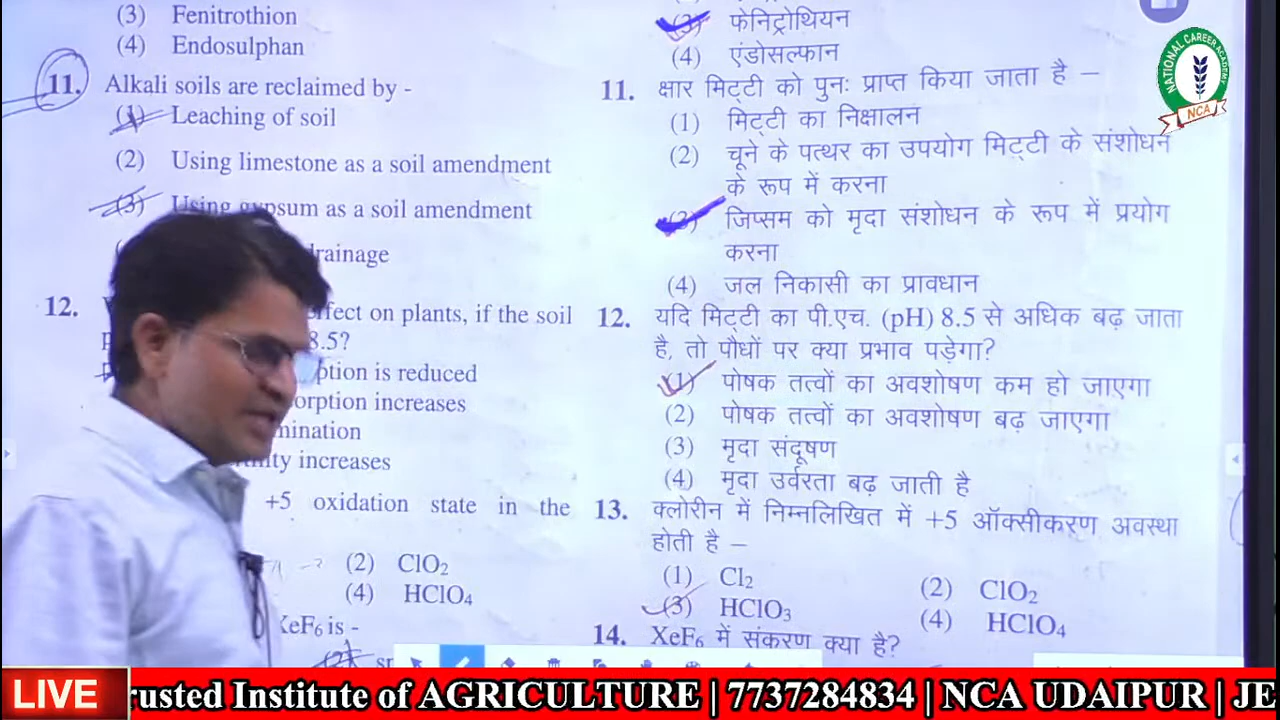 (3) Fenitrothion
(4) Endosulphan
11. Alkali soils are reclaimed by -
(1) Leaching of soil
(2) Using limestone as a soil amendment
(3) Using gypsum as a soil amendment
drainage
12.
effect on plants, if the soil
8.5?
is reduced
increases
increases
+5 oxidation state in the
(2) ClO₂
(4) HClO₄
XeF₆ is -
(2)
(3) फेनिट्रोथियन
(4) एंडोसल्फान
11. क्षार मिट्टी को पुनः प्राप्त किया जाता है –
(1) मिट्टी का निक्षालन
(2) चूने के पत्थर का उपयोग मिट्टी के संशोधन
के रूप में करना
(3) जिप्सम को मृदा संशोधन के रूप में प्रयोग
करना
(4) जल निकासी का प्रावधान
12. यदि मिट्टी का पी.एच. (pH) 8.5 से अधिक बढ़ जाता
है, तो पौधों पर क्या प्रभाव पड़ेगा?
(1) पोषक तत्वों का अवशोषण कम हो जाएगा
(2) पोषक तत्वों का अवशोषण बढ़ जाएगा
(3) मृदा संदूषण
(4) मृदा उर्वरता बढ़ जाती है
13. क्लोरीन में निम्नलिखित में +5 ऑक्सीकरण अवस्था
होती है –
(1) Cl₂
(2) ClO₂
(3) HClO₃
(4) HClO₄
14. XeF₆ में संकरण क्या है?
NATIONAL CAREER ACADEMY
NCA
LIVE
rusted Institute of AGRICULTURE | 7737284834 | NCA UDAIPUR | JE